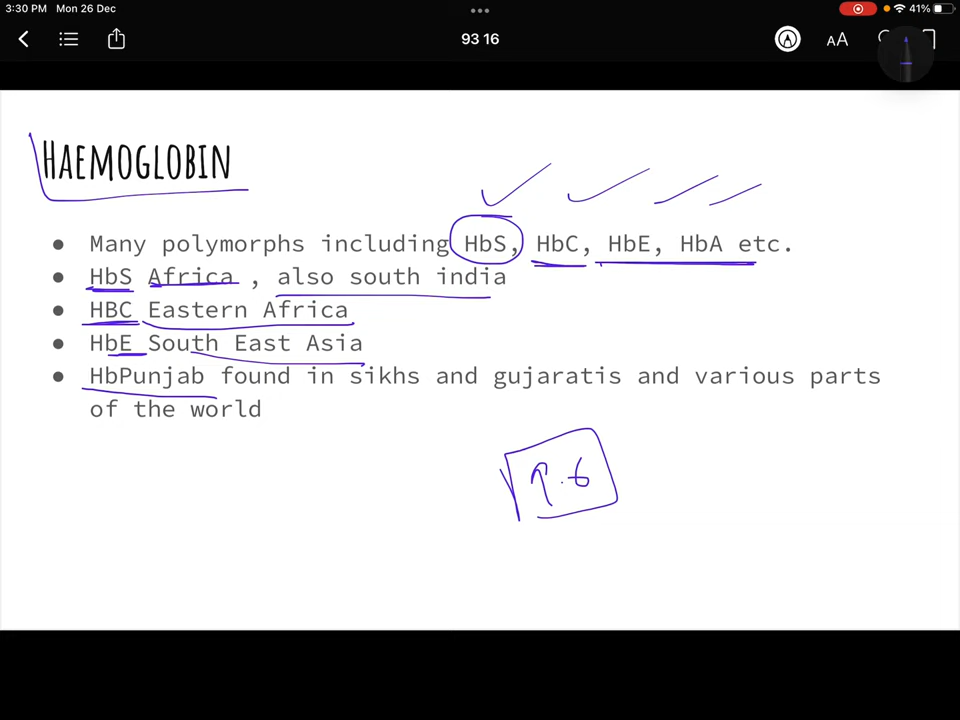 3:30 PM Mon 26 Dec
41%
93 16
AA
HAEMOGLOBIN
● Many polymorphs including HbS, HbC, HbE, HbA etc.
● HbS Africa , also south india
● HBC Eastern Africa
● HbE South East Asia
● HbPunjab found in sikhs and gujaratis and various parts
of the world